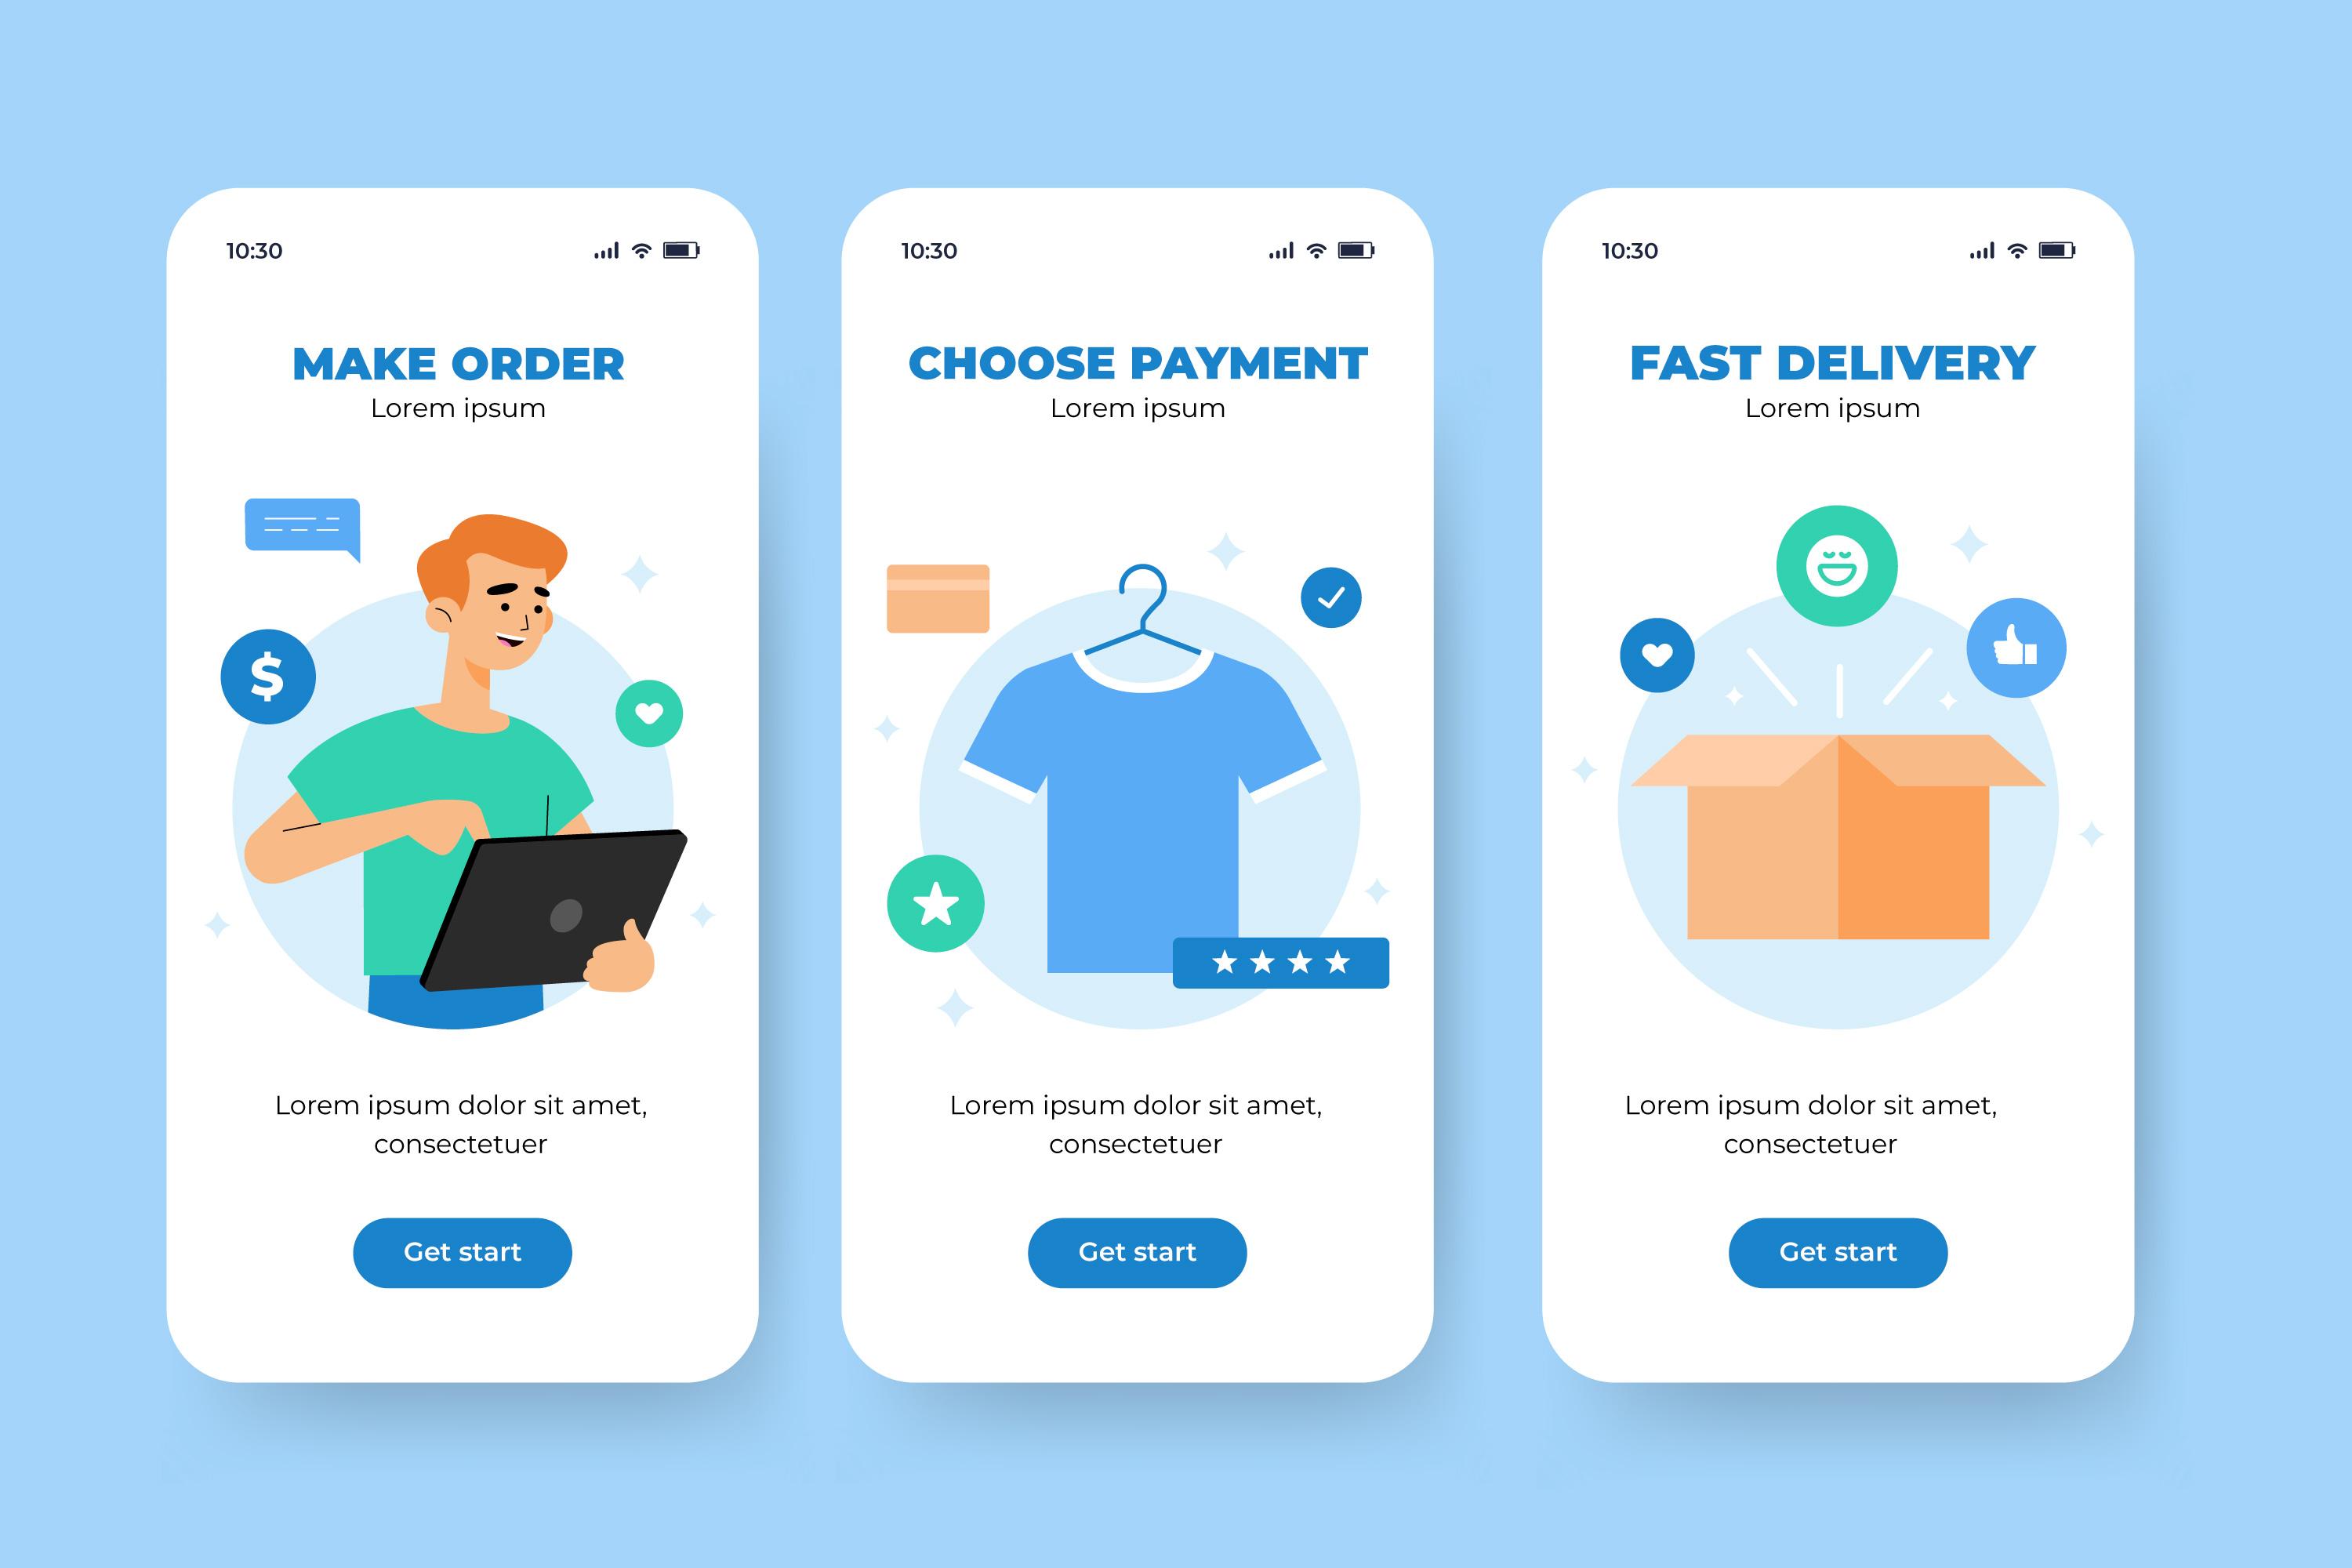 10:30
MAKE ORDER
Lorem ipsum
$
Lorem ipsum dolor sit amet,
consectetuer
Get start
10:30
CHOOSE PAYMENT
Lorem ipsum
Lorem ipsum dolor sit amet,
consectetuer
Get start
10:30
FAST DELIVERY
Lorem ipsum
Lorem ipsum dolor sit amet,
consectetuer
Get start